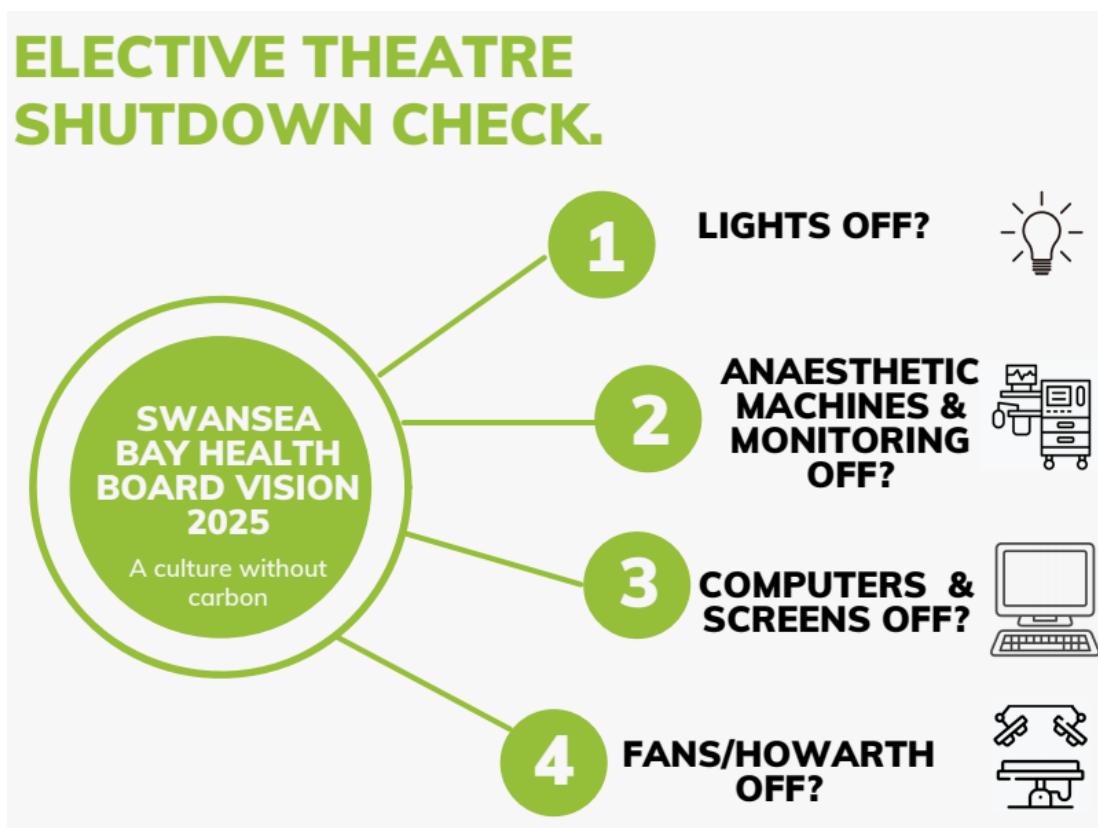 ELECTIVE THEATRE
SHUTDOWN CHECK.
SWANSEA
BAY HEALTH
BOARD VISION
2025
A culture without
carbon
1
LIGHTS OFF?
2
ANAESTHETIC
MACHINES &
MONITORING
OFF?
3
COMPUTERS &
SCREENS OFF?
4
FANS/HOWARTH
OFF?